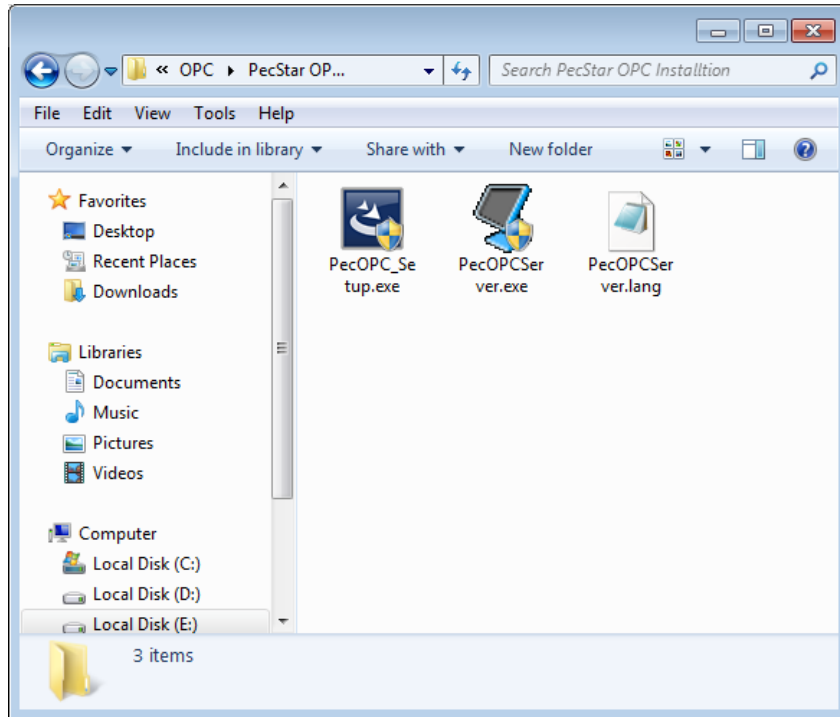 « OPC ▸ PecStar OP...
Search PecStar OPC Installtion
File Edit View Tools Help
Organize Include in library Share with New folder
Favorites
Desktop
Recent Places
Downloads
Libraries
Documents
Music
Pictures
Videos
Computer
Local Disk (C:)
Local Disk (D:)
Local Disk (E:)
PecOPC_Se
tup.exe
PecOPCSer
ver.exe
PecOPCSer
ver.lang
3 items